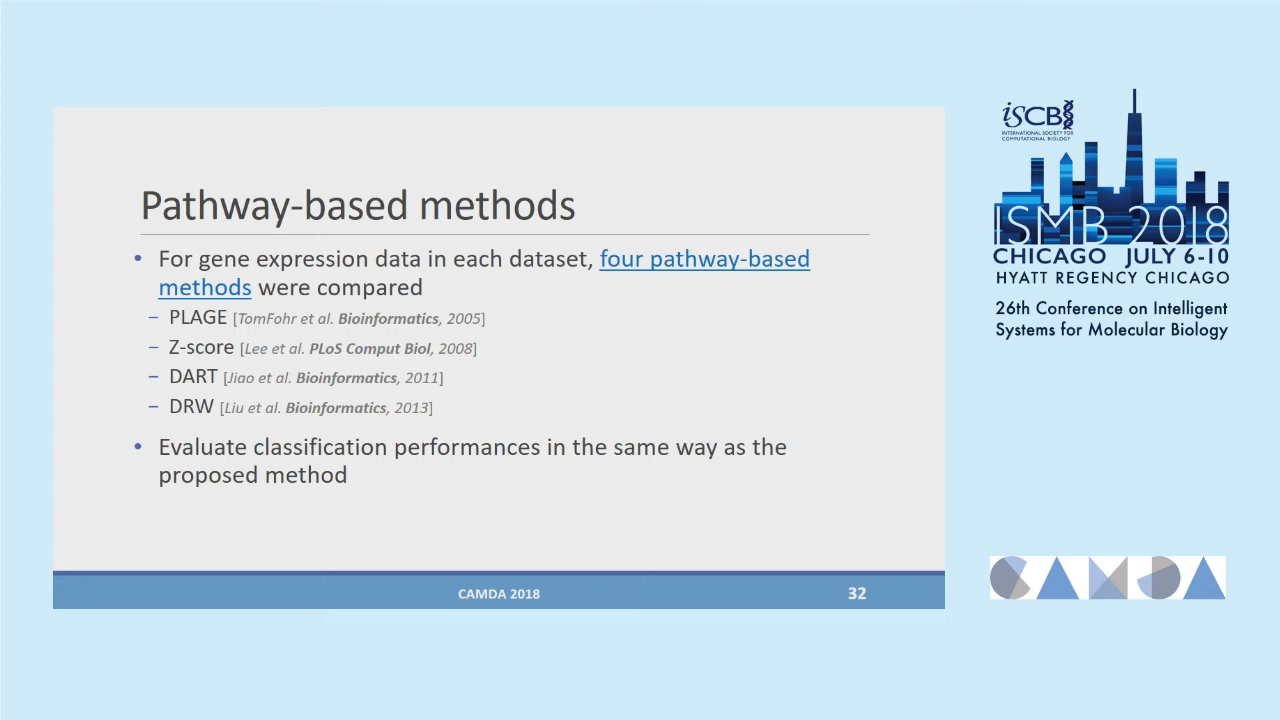 Pathway-based methods
• For gene expression data in each dataset, four pathway-based
methods were compared
– PLAGE [TomFohr et al. Bioinformatics, 2005]
– Z-score [Lee et al. PLoS Comput Biol, 2008]
– DART [Jiao et al. Bioinformatics, 2011]
– DRW [Liu et al. Bioinformatics, 2013]
• Evaluate classification performances in the same way as the
proposed method
CAMDA 2018
32
iSCB
INTERNATIONAL SOCIETY FOR
COMPUTATIONAL BIOLOGY
ISMB 2018
CHICAGO JULY 6-10
HYATT REGENCY CHICAGO
26th Conference on Intelligent
Systems for Molecular Biology
CAMDA